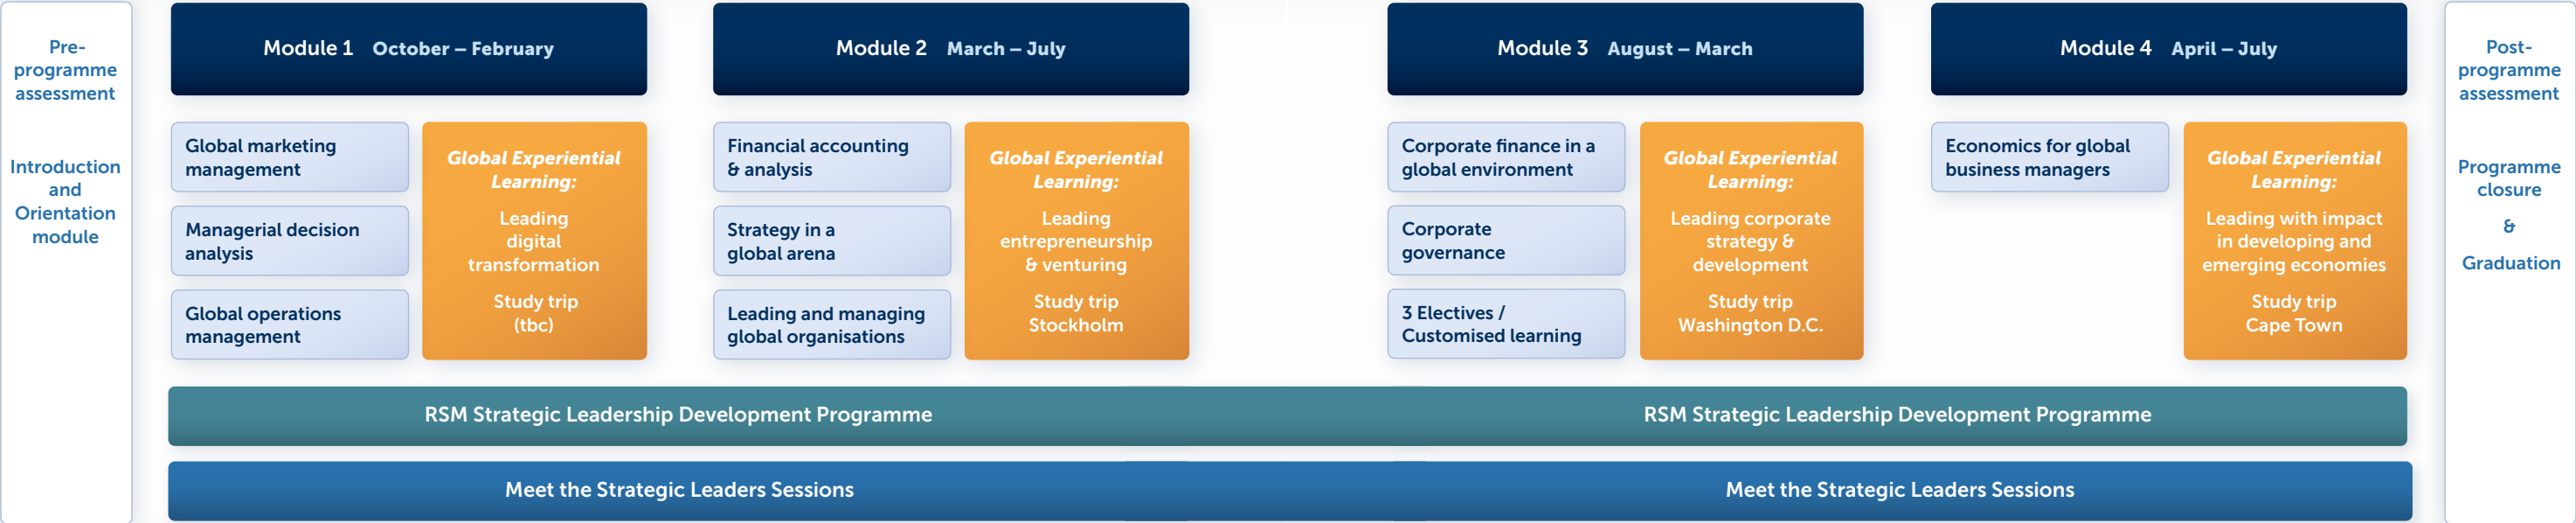 Pre-
programme
assessment
Introduction
and
Orientation
module
Module 1 October – February
Global marketing
management
Managerial decision
analysis
Global operations
management
Global Experiential
Learning:
Leading
digital
transformation
Study trip
(tbc)
Module 2 March – July
Financial accounting
& analysis
Strategy in a
global arena
Leading and managing
global organisations
Global Experiential
Learning:
Leading
entrepreneurship
& venturing
Study trip
Stockholm
Module 3 August – March
Corporate finance in a
global environment
Corporate
governance
3 Electives /
Customised learning
Global Experiential
Learning:
Leading corporate
strategy &
development
Study trip
Washington D.C.
Module 4 April – July
Economics for global
business managers
Global Experiential
Learning:
Leading with impact
in developing and
emerging economies
Study trip
Cape Town
RSM Strategic Leadership Development Programme
RSM Strategic Leadership Development Programme
Meet the Strategic Leaders Sessions
Meet the Strategic Leaders Sessions
Post-
programme
assessment
Programme
closure
&
Graduation